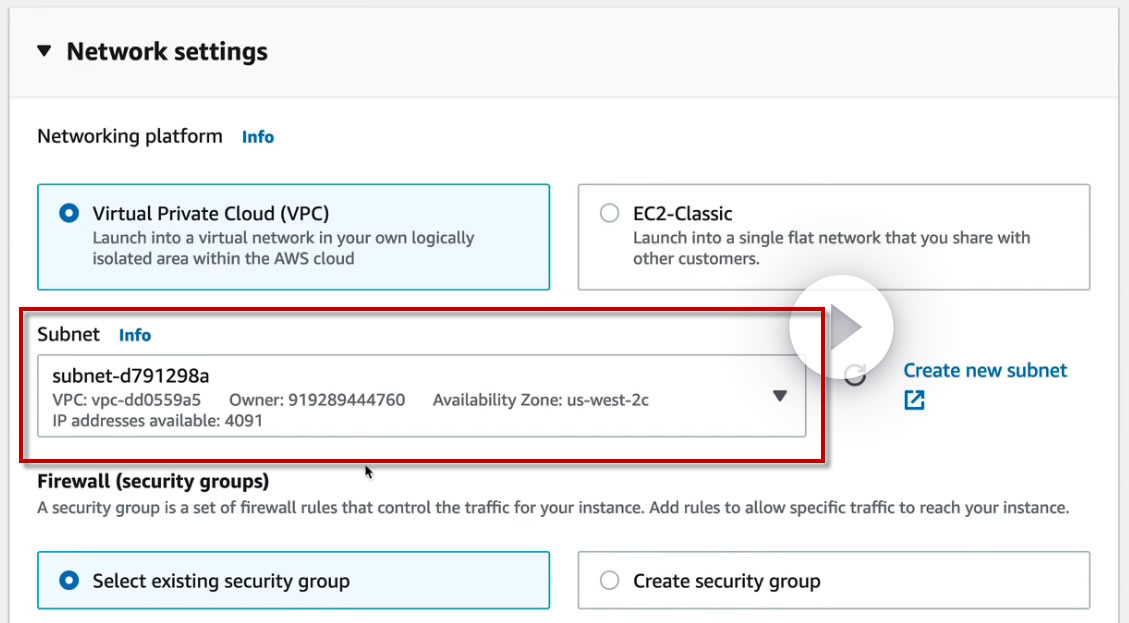 Network settings
Networking platform Info
Virtual Private Cloud (VPC)
Launch into a virtual network in your own logically
isolated area within the AWS cloud
EC2-Classic
Launch into a single flat network that you share with
other customers.
Subnet Info
subnet-d791298a
VPC: vpc-dd0559a5 Owner: 919289444760 Availability Zone: us-west-2c
IP addresses available: 4091
Create new subnet
Firewall (security groups)
A security group is a set of firewall rules that control the traffic for your instance. Add rules to allow specific traffic to reach your instance.
Select existing security group
Create security group